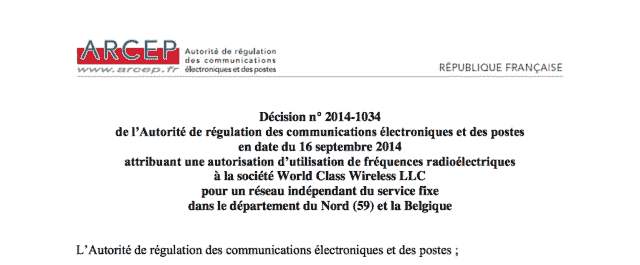 ARCEP
www.arcep.fr
Autorité de régulation
des communications
électroniques et des postes
RÉPUBLIQUE FRANÇAISE
Décision n° 2014-1034
de l'Autorité de régulation des communications électroniques et des postes
en date du 16 septembre 2014
attribuant une autorisation d'utilisation de fréquences radioélectriques
à la société World Class Wireless LLC
pour un réseau indépendant du service fixe
dans le département du Nord (59) et la Belgique
L'Autorité de régulation des communications électroniques et des postes ;